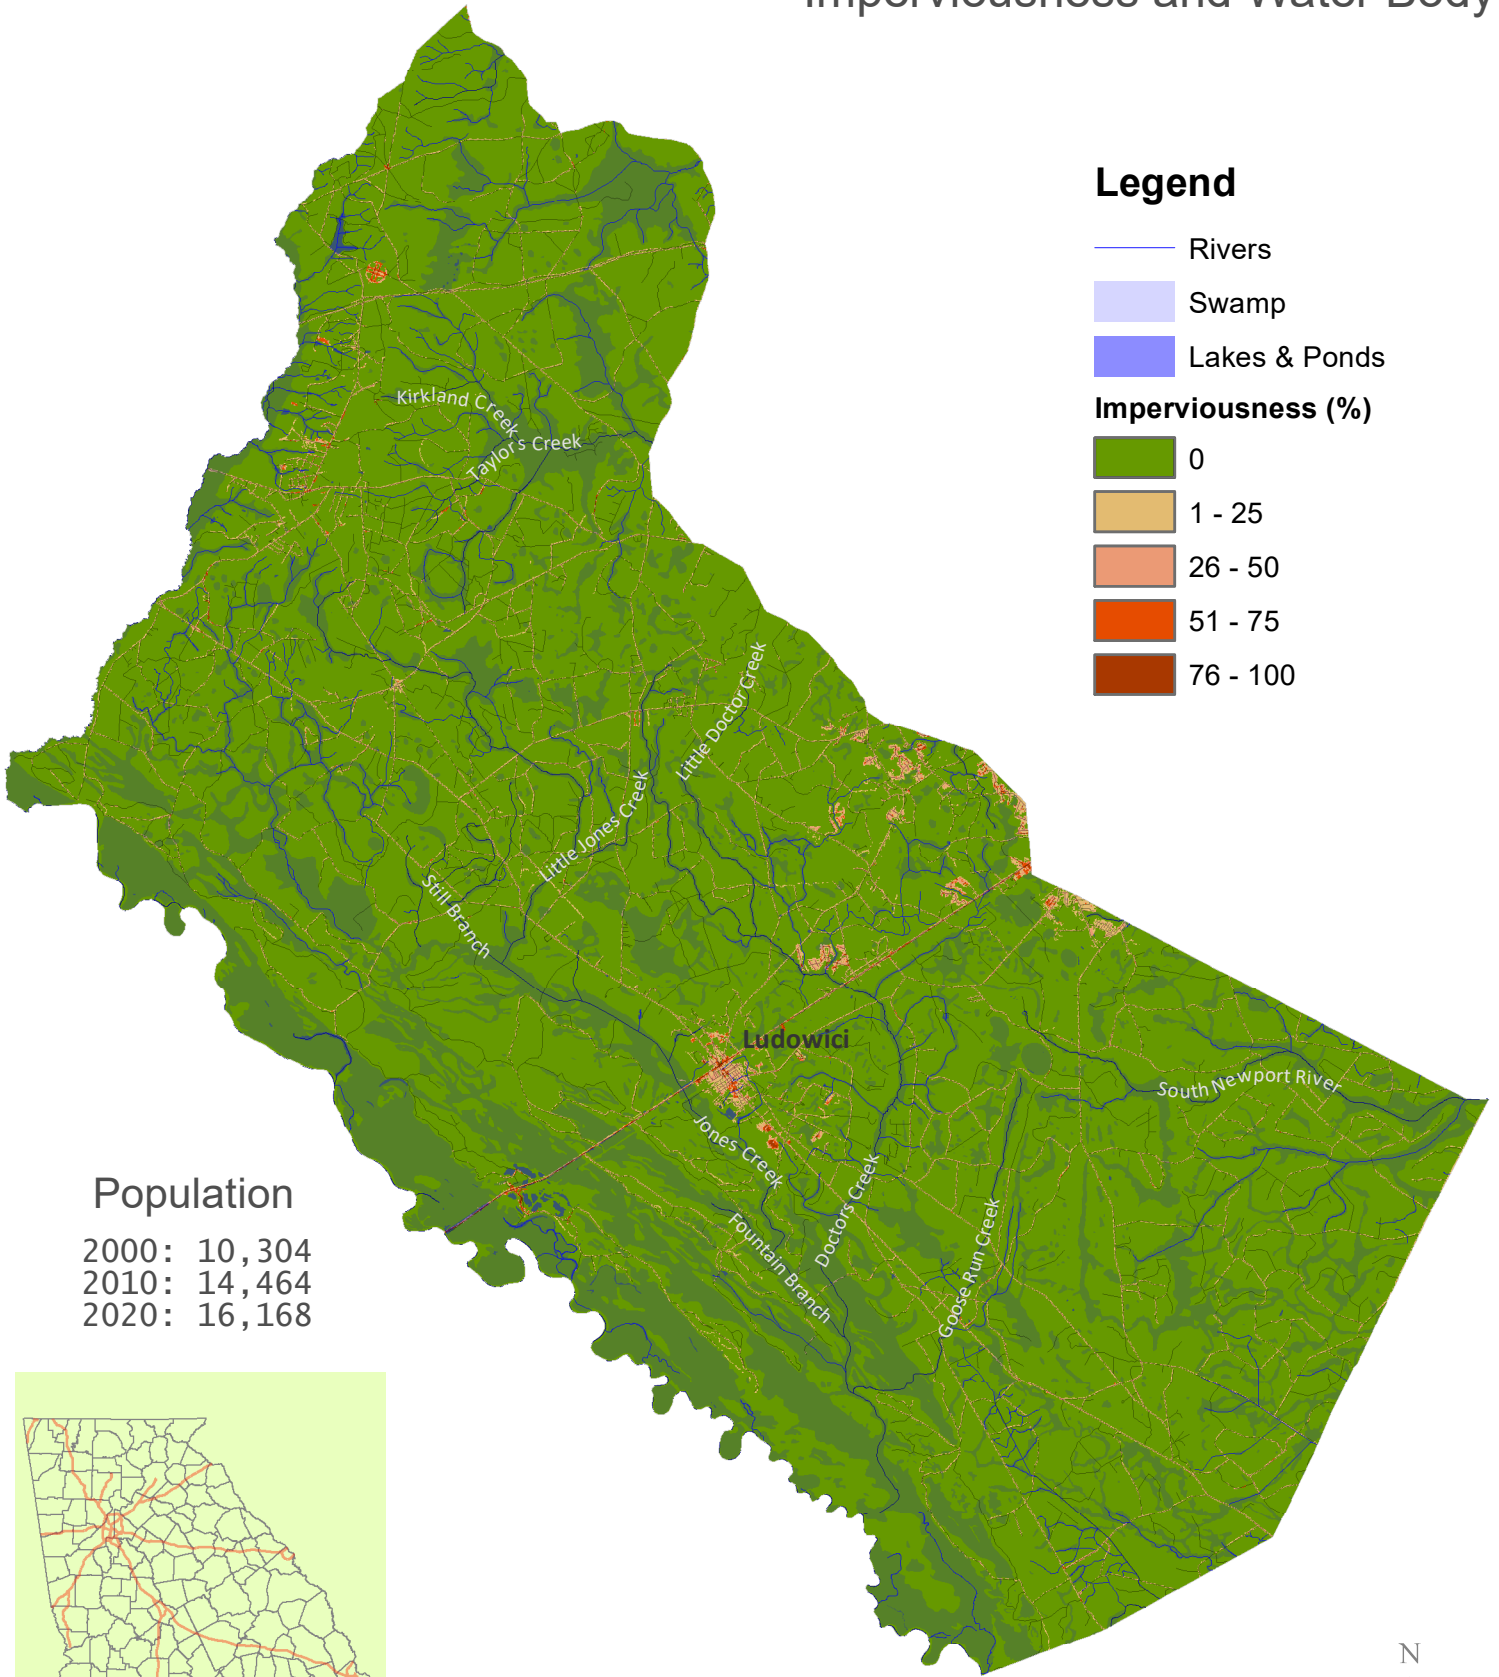 Imperviousness and Water Body
Legend
Rivers
Swamp
Lakes & Ponds
Imperviousness (%)
0
1 - 25
26 - 50
51 - 75
76 - 100
Kirkland Creek
Taylor's Creek
Little Doctor Creek
Little Jones Creek
Still Branch
Ludowici
South Newport River
Jones Creek
Doctors Creek
Fountain Branch
Goose Run Creek
Population
2000: 10,304
2010: 14,464
2020: 16,168
N